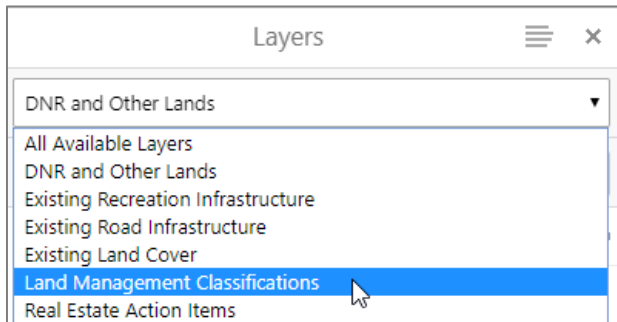 Layers
DNR and Other Lands
All Available Layers
DNR and Other Lands
Existing Recreation Infrastructure
Existing Road Infrastructure
Existing Land Cover
Land Management Classifications
Real Estate Action Items